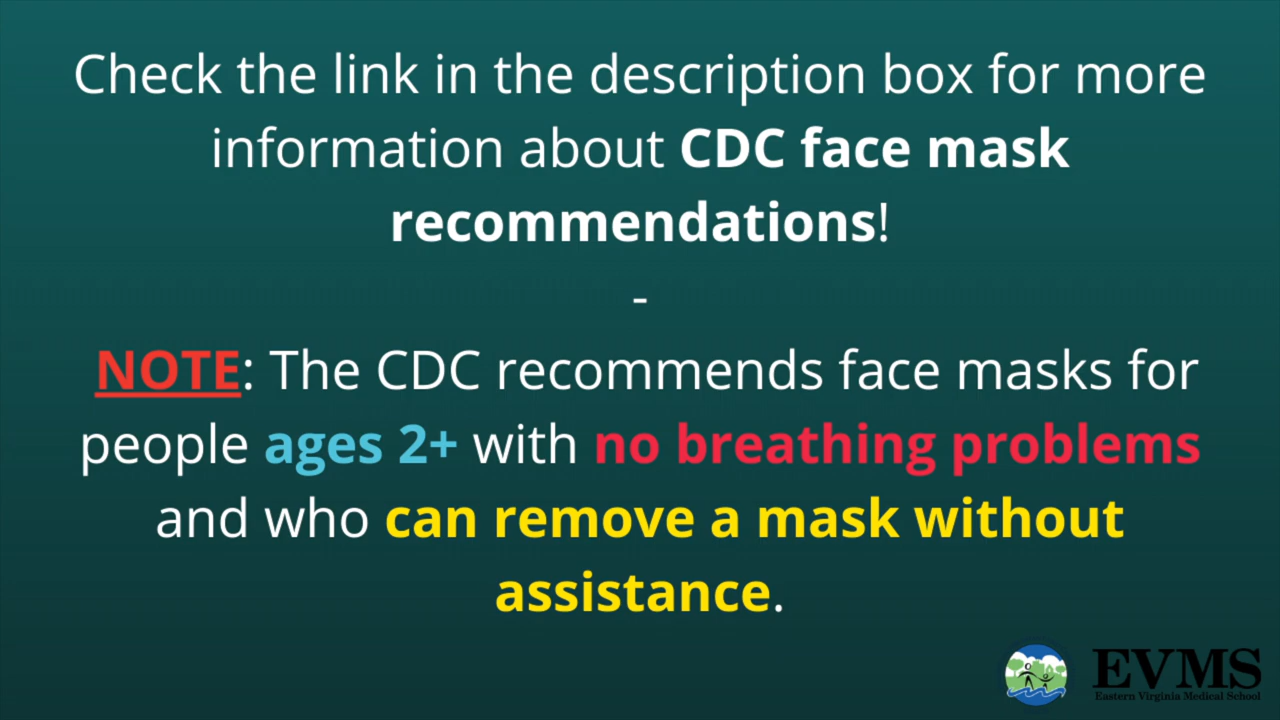 Check the link in the description box for more
information about CDC face mask
recommendations!
-
NOTE: The CDC recommends face masks for
people ages 2+ with no breathing problems
and who can remove a mask without
assistance.
EVMS
Eastern Virginia Medical School